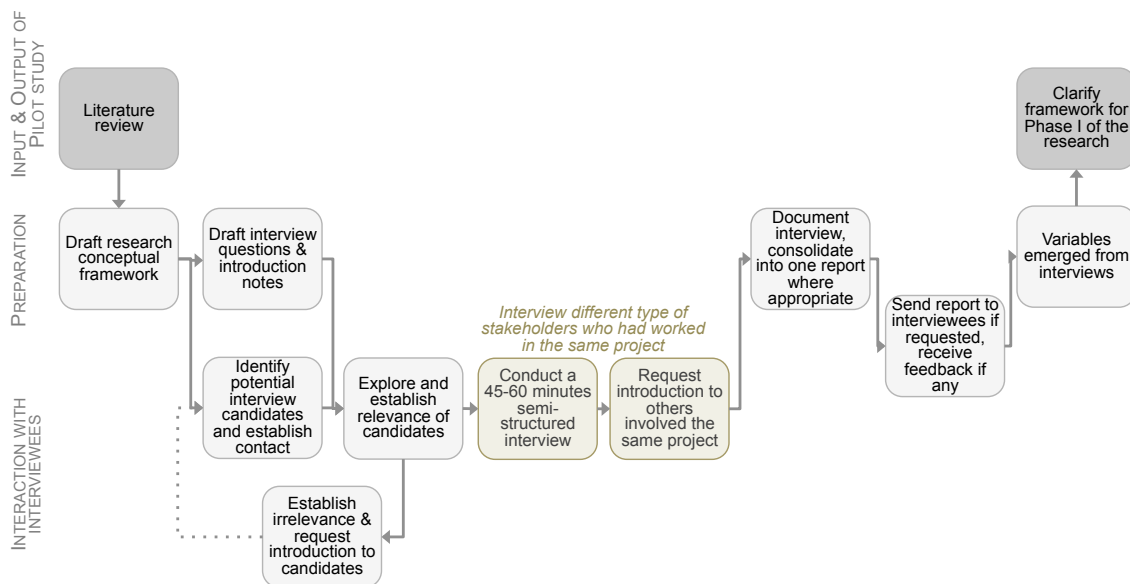 INPUT & OUTPUT OF
PILOT STUDY
Literature
review
Clarify
framework for
Phase I of the
research
PREPARATION
Draft research
conceptual
framework
Draft interview
questions &
introduction
notes
Document
interview,
consolidate
into one report
where
appropriate
Variables
emerged from
interviews
Send report to
interviewees if
requested,
receive
feedback if
any
Interview different type of
stakeholders who had worked
in the same project
INTERACTION WITH
INTERVIEWEES
Identify
potential
interview
candidates
and establish
contact
Explore and
establish
relevance of
candidates
Conduct a
45-60 minutes
semi-
structured
interview
Request
introduction to
others
involved the
same project
Establish
irrelevance &
request
introduction to
candidates